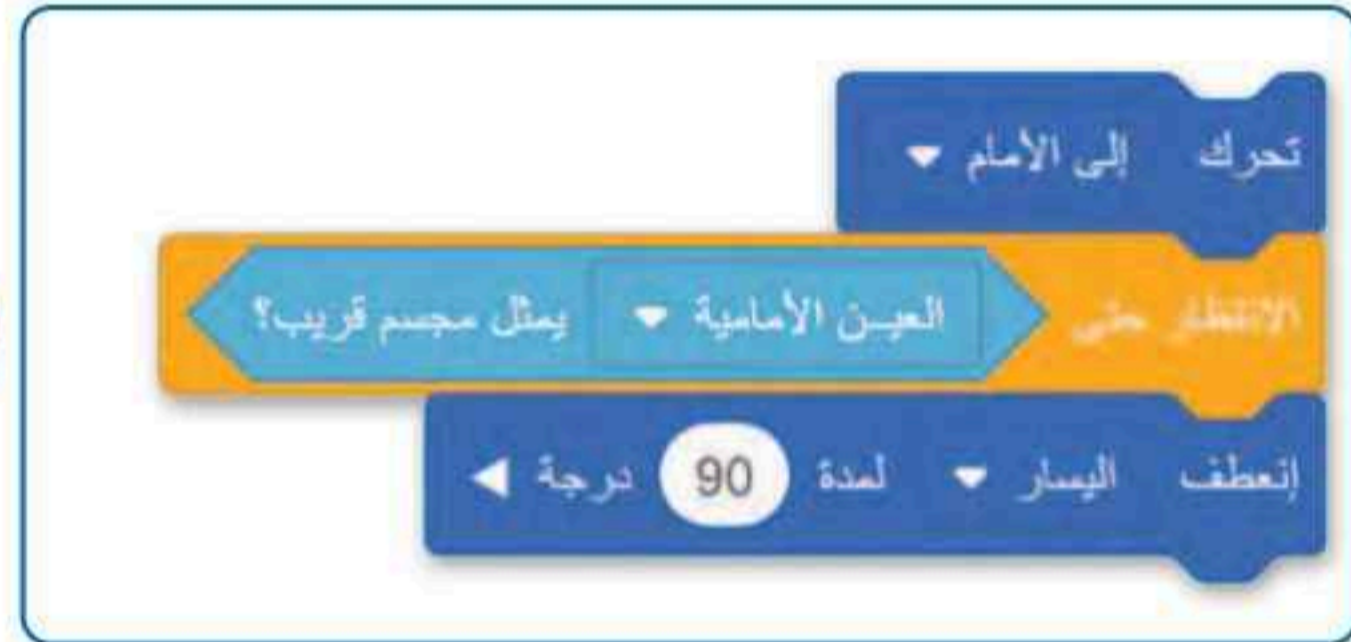 تحرك إلى الأمام
الانتظار حتى العين الأمامية يمثل مجسم قريب؟
إنعطف اليسار لمدة 90 درجة